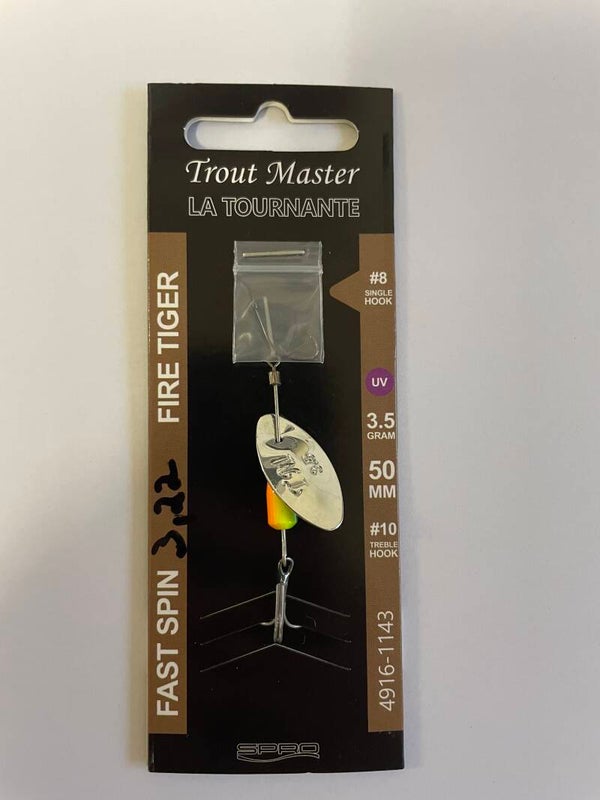 Trout Master
LA TOURNANTE
FAST SPIN 3,22 FIRE TIGER
#8
SINGLE
HOOK
UV
3.5
GRAM
50
MM
#10
TREBLE
HOOK
4916-1143
SPRO